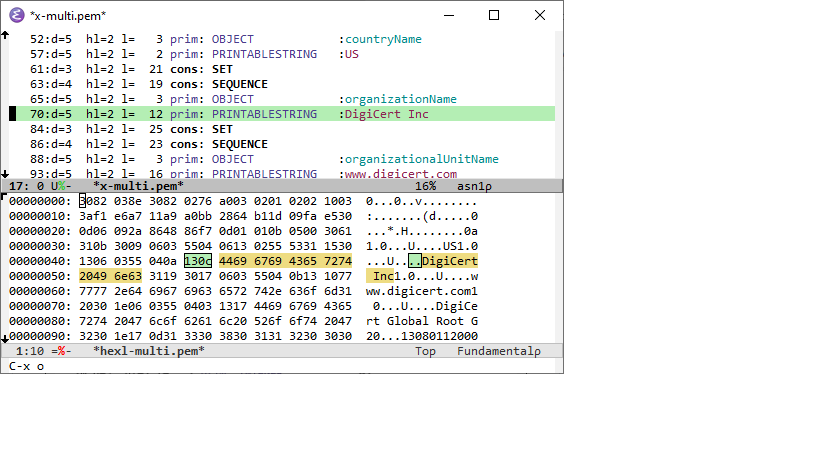 *x-multi.pem*
52:d=5  hl=2 l=   3 prim: OBJECT            :countryName
57:d=5  hl=2 l=   2 prim: PRINTABLESTRING   :US
61:d=3  hl=2 l=  21 cons: SET
63:d=4  hl=2 l=  19 cons: SEQUENCE
65:d=5  hl=2 l=   3 prim: OBJECT            :organizationName
70:d=5  hl=2 l=  12 prim: PRINTABLESTRING   :DigiCert Inc
84:d=3  hl=2 l=  25 cons: SET
86:d=4  hl=2 l=  23 cons: SEQUENCE
88:d=5  hl=2 l=   3 prim: OBJECT            :organizationalUnitName
93:d=5  hl=2 l=  16 prim: PRINTABLESTRING   :www.digicert.com
17: 0 U%-   *x-multi.pem*   16%   asn1ρ
00000000: 3082 038e 3082 0276 a003 0201 0202 1003  0...0..v........
00000010: 3af1 e6a7 11a9 a0bb 2864 b11d 09fa e530  :.......(d.....0
00000020: 0d06 092a 8648 86f7 0d01 010b 0500 3061  ...*.H........0a
00000030: 310b 3009 0603 5504 0613 0255 5331 1530  1.0...U....US1.0
00000040: 1306 0355 040a 130c 4469 6769 4365 7274  ...U....DigiCert
00000050: 2049 6e63 3119 3017 0603 5504 0b13 1077   Inc1.0...U....w
00000060: 7777 2e64 6967 6963 6572 742e 636f 6d31  ww.digicert.com1
00000070: 2030 1e06 0355 0403 1317 4469 6769 4365   0...U....DigiCe
00000080: 7274 2047 6c6f 6261 6c20 526f 6f74 2047  rt Global Root G
00000090: 3230 1e17 0d31 3330 3830 3131 3230 3030  20...13080112000
1:10 =%-   *hexl-multi.pem*   Top   Fundamentalρ
C-x o